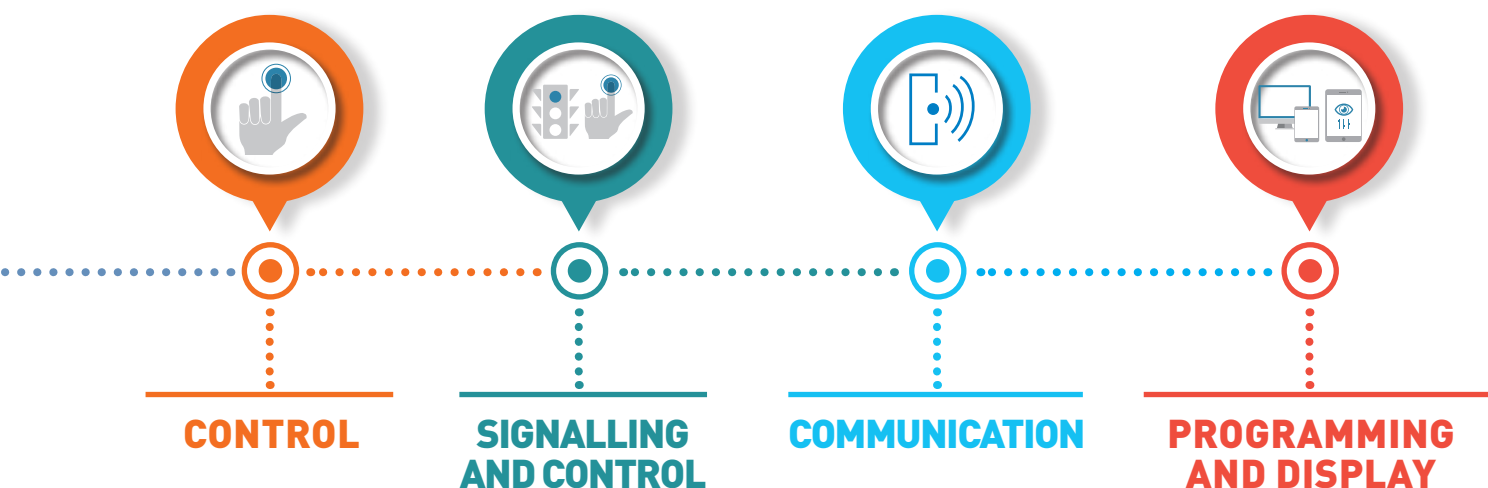 CONTROL
SIGNALLING
AND CONTROL
COMMUNICATION
PROGRAMMING
AND DISPLAY